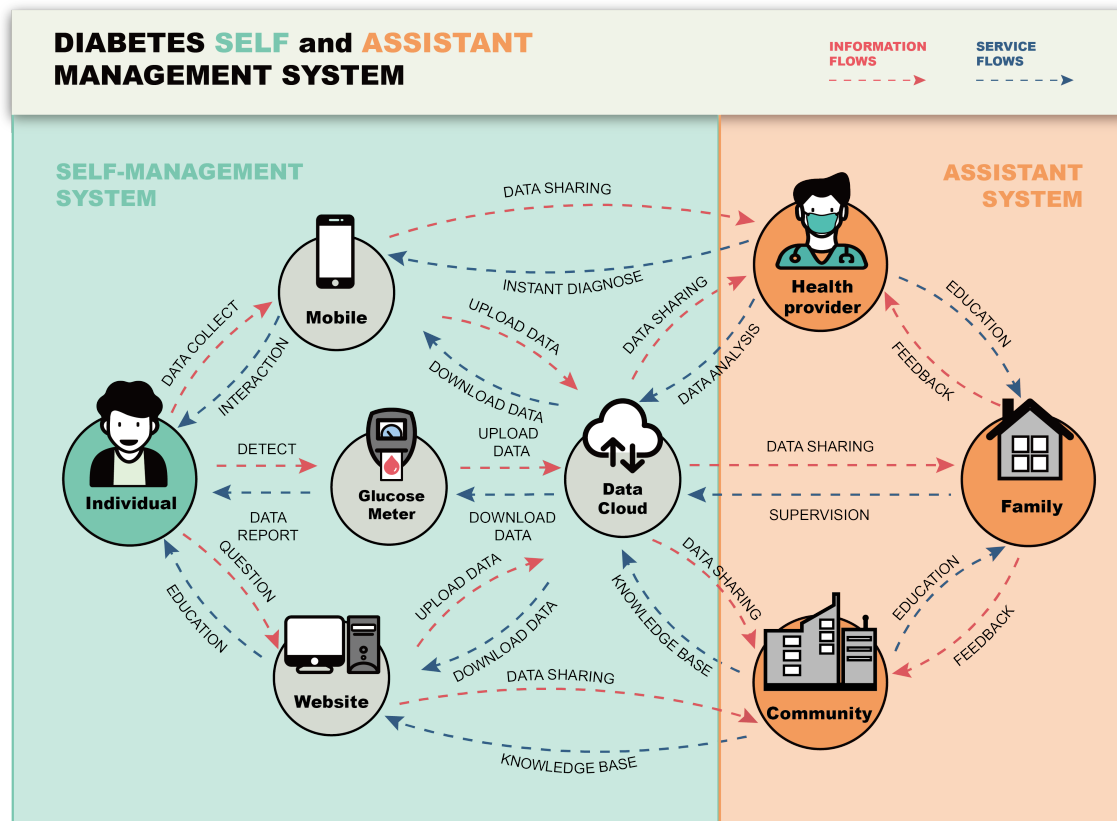 DIABETES SELF and ASSISTANT
MANAGEMENT SYSTEM
INFORMATION
FLOWS
SERVICE
FLOWS
SELF-MANAGEMENT
SYSTEM
ASSISTANT
SYSTEM
DATA SHARING
INSTANT DIAGNOSE
Mobile
Health
provider
DATA COLLECT
INTERACTION
UPLOAD DATA
DOWNLOAD DATA
DATA SHARING
DATA ANALYSIS
EDUCATION
FEEDBACK
Individual
DETECT
DATA
REPORT
Glucose
Meter
UPLOAD
DATA
DOWNLOAD
DATA
Data
Cloud
DATA SHARING
SUPERVISION
Family
QUESTION
EDUCATION
UPLOAD DATA
DOWNLOAD DATA
DATA SHARING
KNOWLEDGE BASE
EDUCATION
FEEDBACK
Website
DATA SHARING
KNOWLEDGE BASE
Community